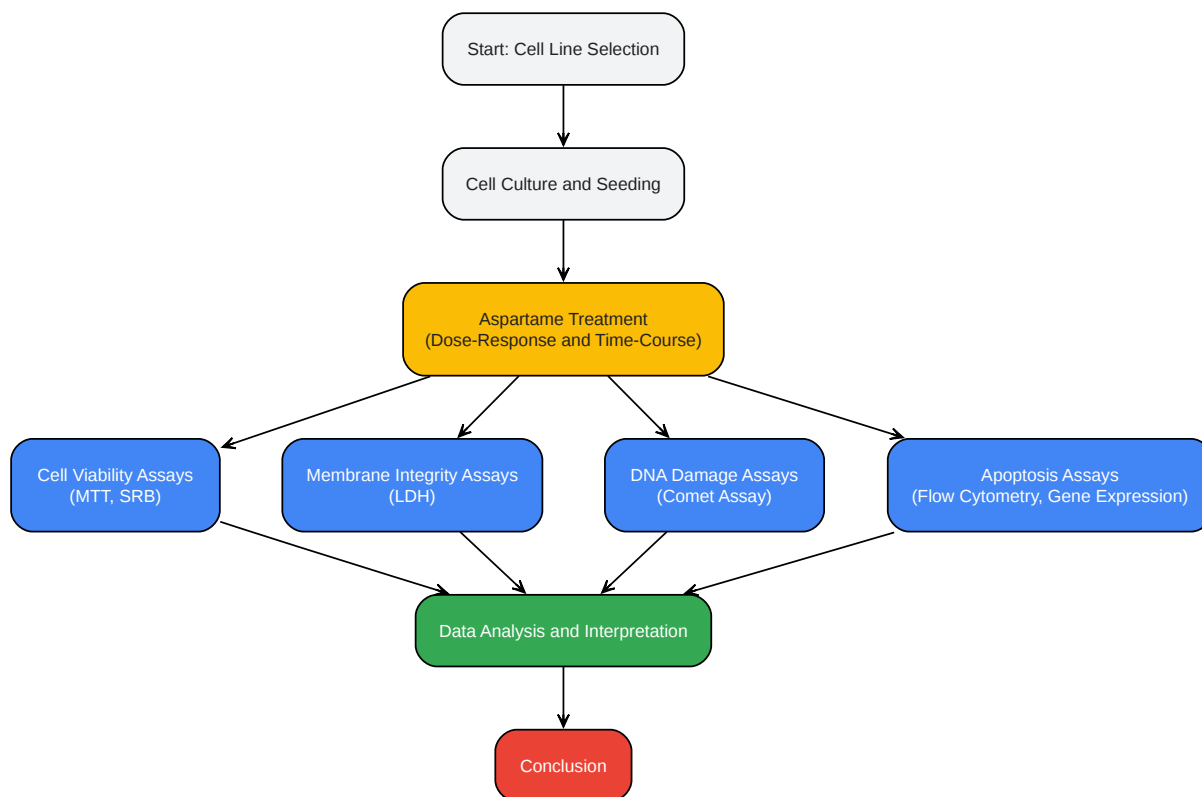 Start: Cell Line Selection
Cell Culture and Seeding
Aspartame Treatment
(Dose-Response and Time-Course)
Cell Viability Assays
(MTT, SRB)
Membrane Integrity Assays
(LDH)
DNA Damage Assays
(Comet Assay)
Apoptosis Assays
(Flow Cytometry, Gene Expression)
Data Analysis and Interpretation
Conclusion